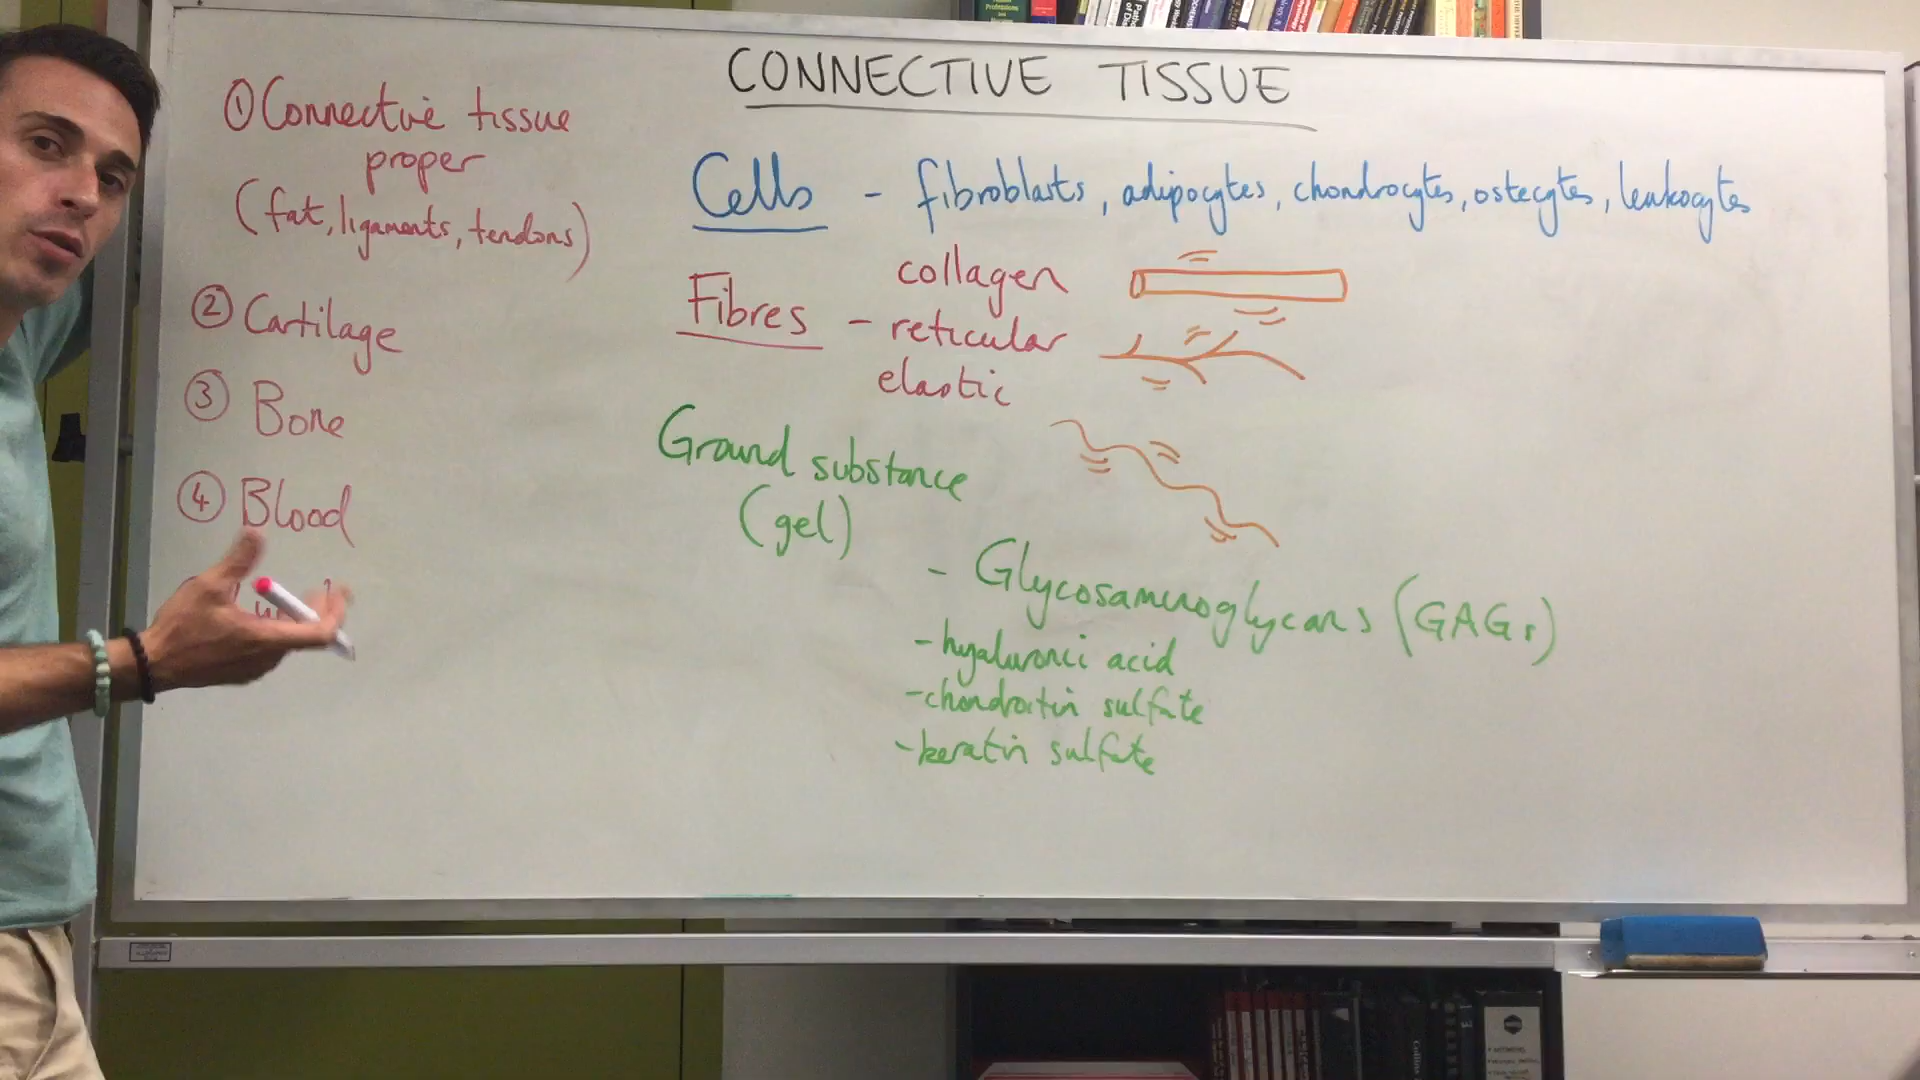 CONNECTIVE TISSUE
① Connective tissue
proper
(fat, ligaments, tendons)
② Cartilage
③ Bone
④ Blood
Cells - fibroblasts, adipocytes, chondrocytes, ostecytes, leukocytes
Fibres - collagen
reticular
elastic
Ground substance
(gel)
- Glycosaminoglycans (GAGs)
- hyaluronic acid
- chondroitin sulfate
- keratin sulfate